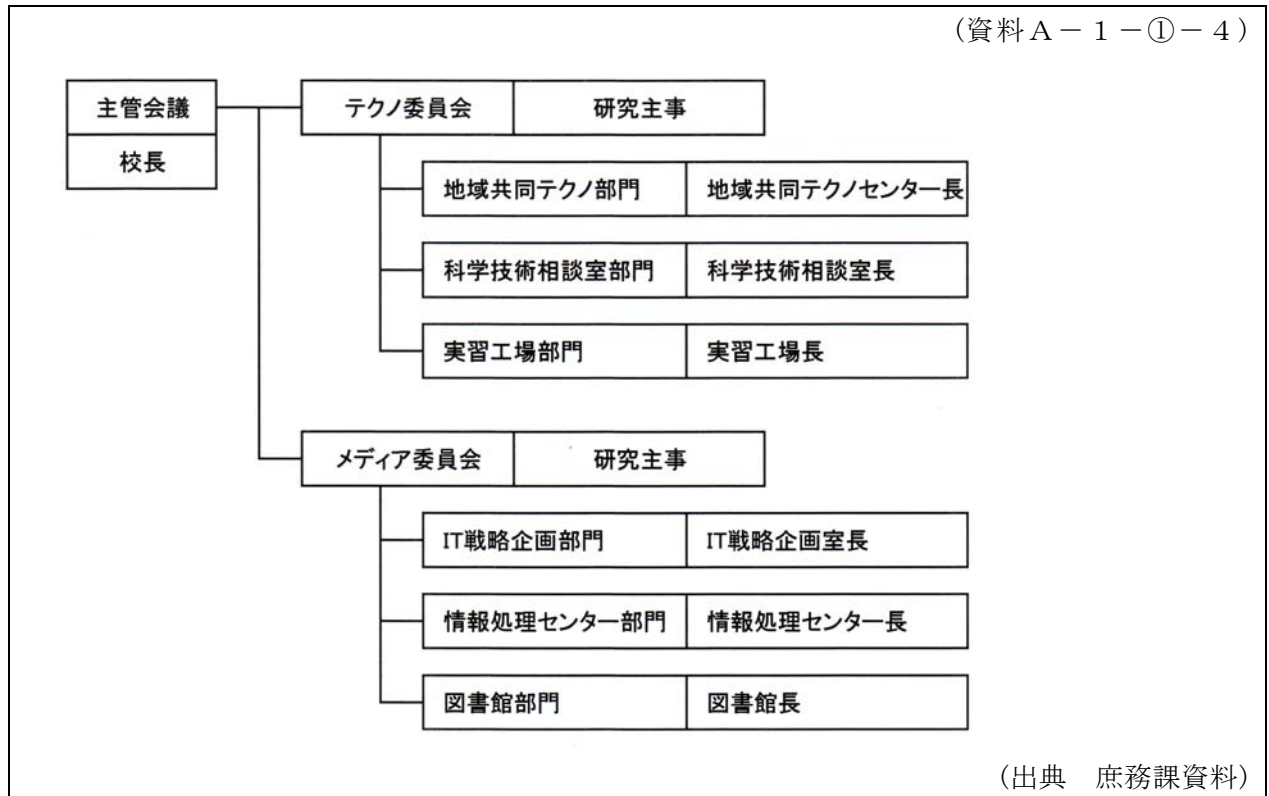 (資料A-1-①-4)
主管会議
校長
テクノ委員会 研究主事
地域共同テクノ部門 地域共同テクノセンター長
科学技術相談室部門 科学技術相談室長
実習工場部門 実習工場長
メディア委員会 研究主事
IT戦略企画部門 IT戦略企画室長
情報処理センター部門 情報処理センター長
図書館部門 図書館長
(出典 庶務課資料)